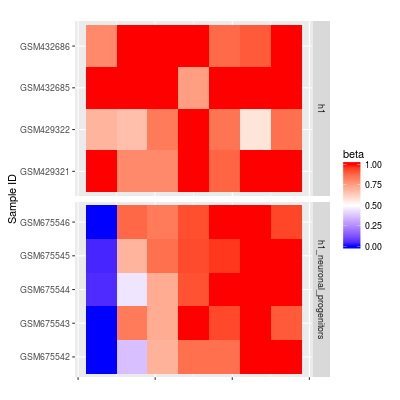 GSM432686
GSM432685
GSM429322
GSM429321
h1
GSM675546
GSM675545
GSM675544
GSM675543
GSM675542
h1_neuronal_progenitors
Sample ID
beta
1.00
0.75
0.50
0.25
0.00